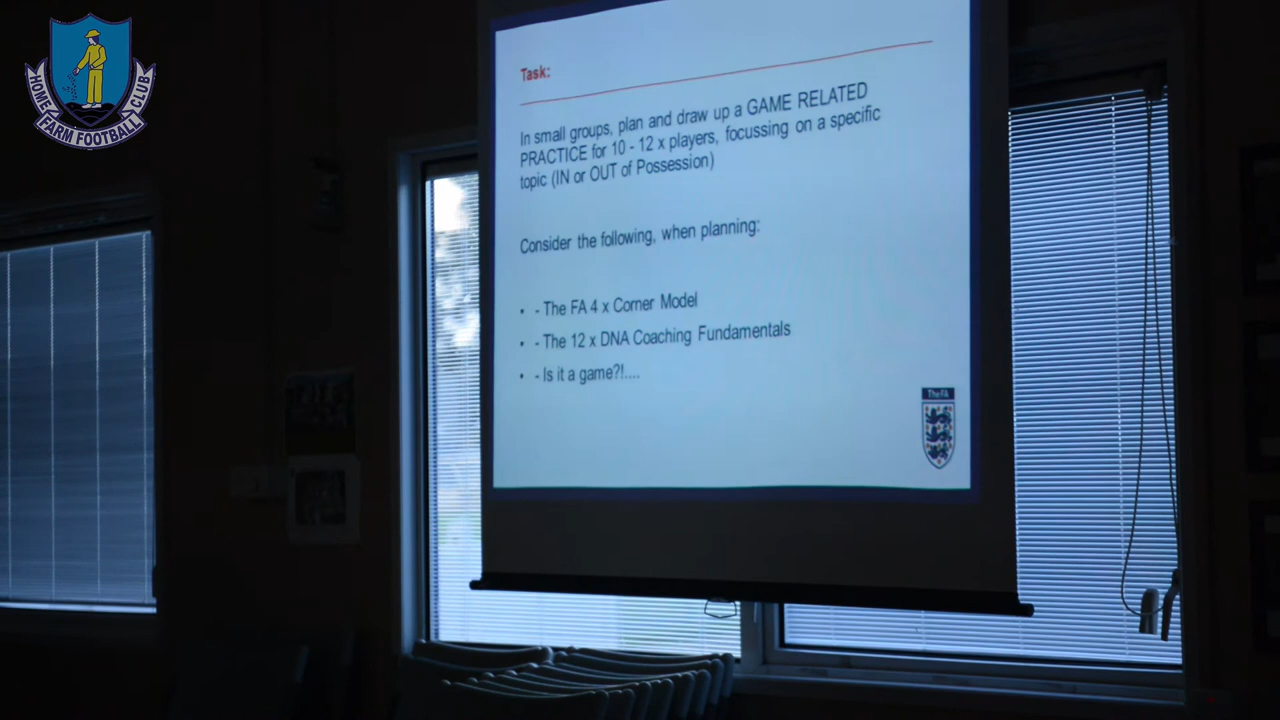 HOME FARM FOOTBALL CLUB
Task:
In small groups, plan and draw up a GAME RELATED
PRACTICE for 10 - 12 x players, focussing on a specific
topic (IN or OUT of Possession)
Consider the following, when planning:
• - The FA 4 x Corner Model
• - The 12 x DNA Coaching Fundamentals
• - Is it a game?!....
The FA